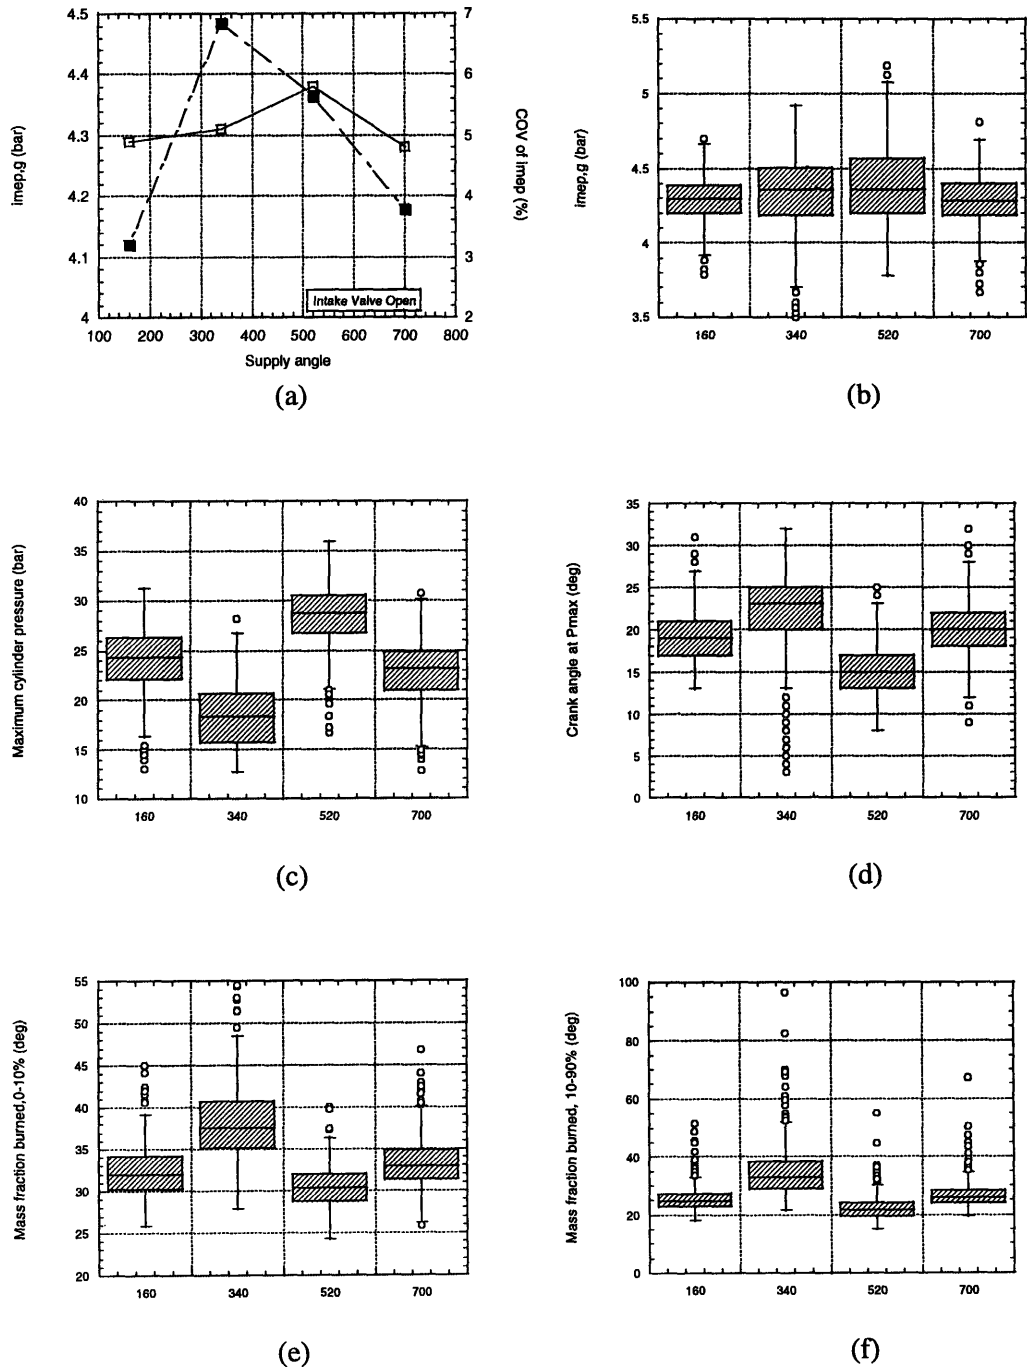 4.5
4.4
4.3
4.2
4.1
4
7
6
5
4
3
2
imep,g (bar)
COV of imep (%)
Intake Valve Open
100 200 300 400 500 600 700 800
Supply angle
(a)
5.5
5
4.5
4
3.5
imep,g (bar)
160 340 520 700
(b)
40
35
30
25
20
15
10
Maximum cylinder pressure (bar)
160 340 520 700
(c)
35
30
25
20
15
10
5
0
Crank angle at Pmax (deg)
160 340 520 700
(d)
55
50
45
40
35
30
25
20
Mass fraction burned,0-10% (deg)
160 340 520 700
(e)
100
80
60
40
20
0
Mass fraction burned, 10-90% (deg)
160 340 520 700
(f)